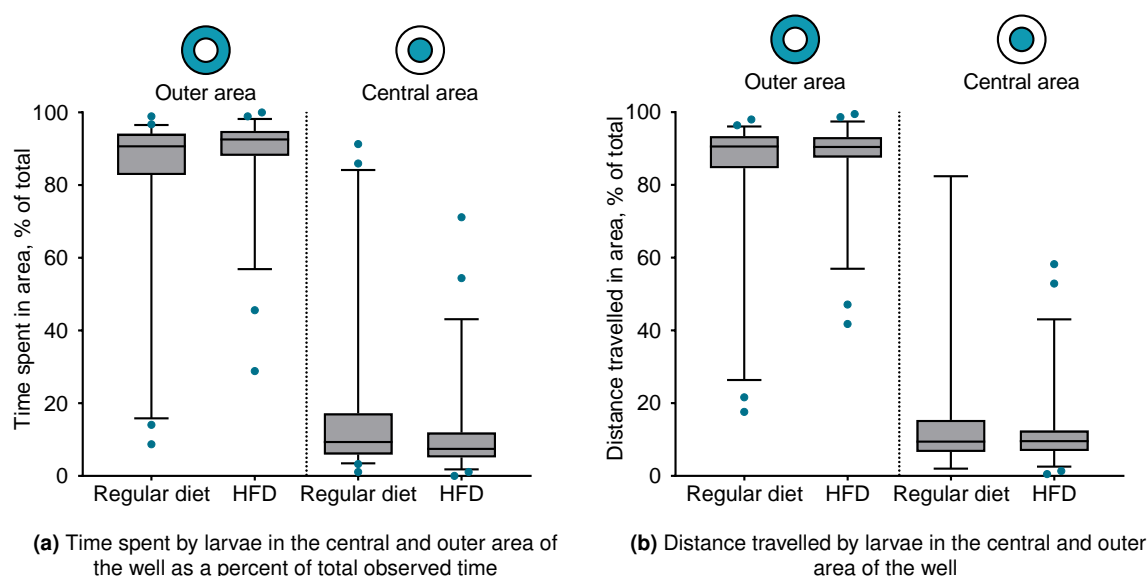 Outer area
Central area
Time spent in area, % of total
100
80
60
40
20
0
Regular diet
HFD
Regular diet
HFD
(a) Time spent by larvae in the central and outer area of
the well as a percent of total observed time
Outer area
Central area
Distance travelled in area, % of total
100
80
60
40
20
0
Regular diet
HFD
Regular diet
HFD
(b) Distance travelled by larvae in the central and outer
area of the well